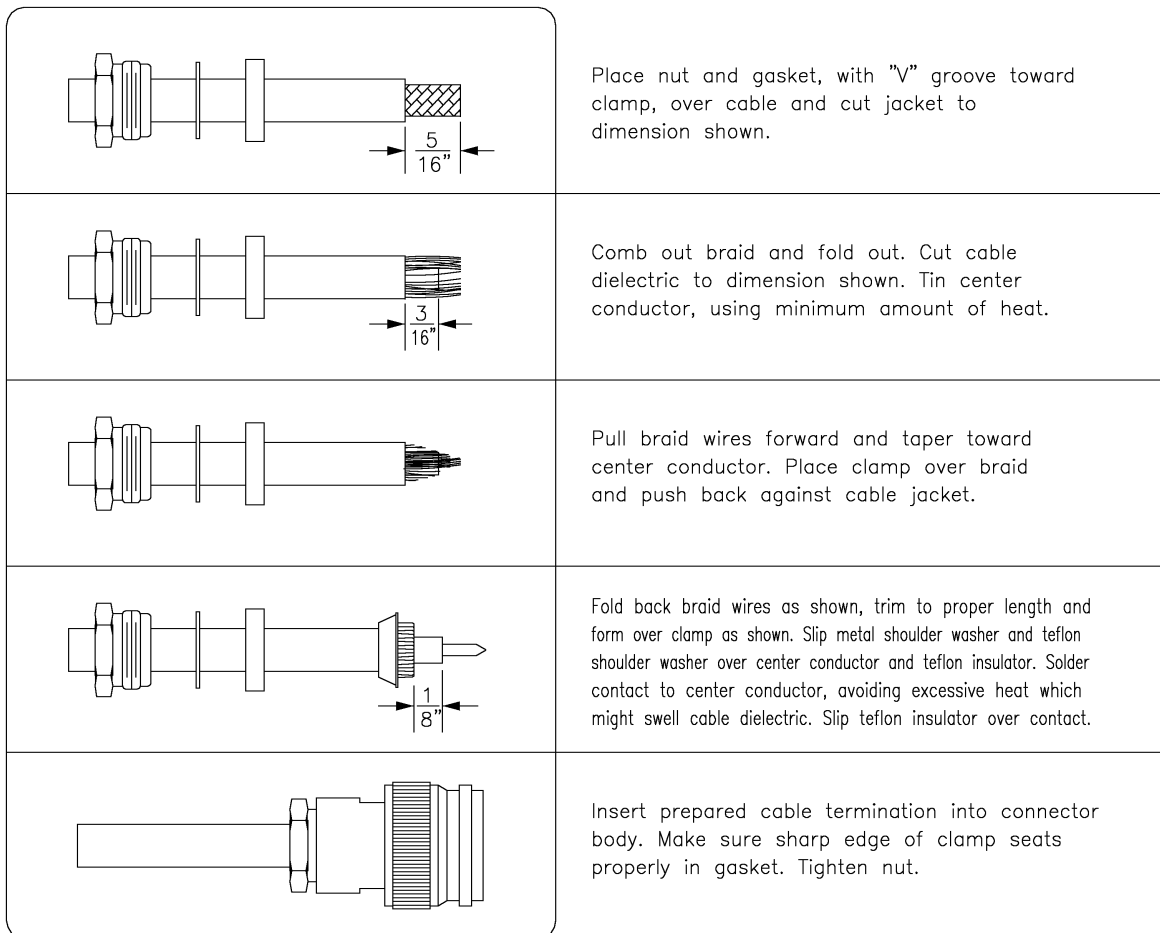 Place nut and gasket, with "V" groove toward
clamp, over cable and cut jacket to
dimension shown.
5
16"
Comb out braid and fold out. Cut cable
dielectric to dimension shown. Tin center
conductor, using minimum amount of heat.
3
16"
Pull braid wires forward and taper toward
center conductor. Place clamp over braid
and push back against cable jacket.
Fold back braid wires as shown, trim to proper length and
form over clamp as shown. Slip metal shoulder washer and teflon
shoulder washer over center conductor and teflon insulator. Solder
contact to center conductor, avoiding excessive heat which
might swell cable dielectric. Slip teflon insulator over contact.
1
8"
Insert prepared cable termination into connector
body. Make sure sharp edge of clamp seats
properly in gasket. Tighten nut.